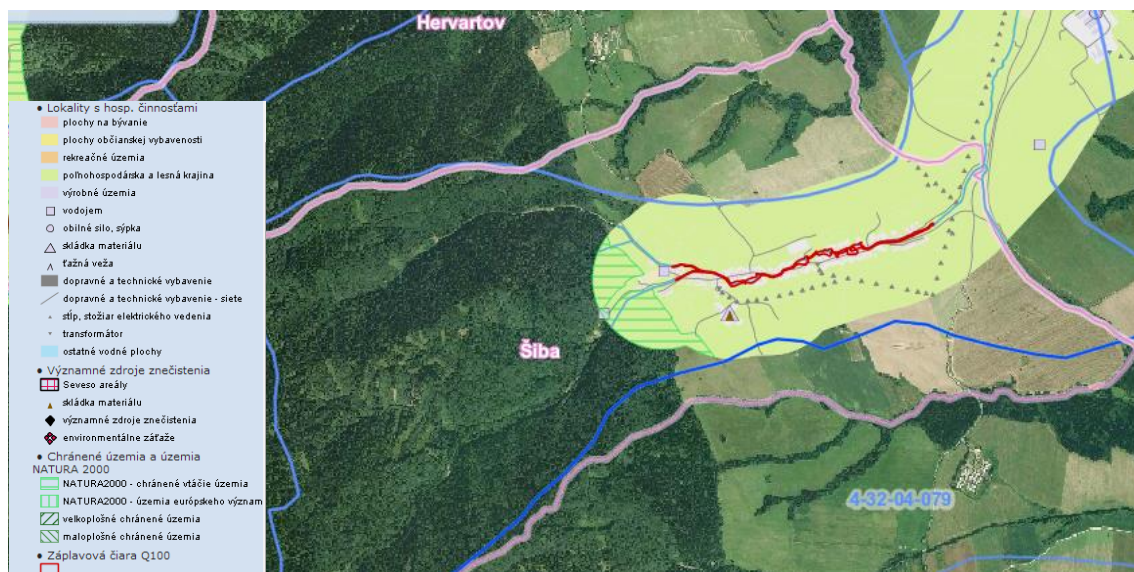 Hervartov
• Lokality s hosp. činnosťami
plochy na bývanie
plochy občianskej vybavenosti
rekreačné územia
poľnohospodárska a lesná krajina
výrobné územia
vodojem
obilné silo, sýpka
skládka materiálu
ťažná veža
dopravné a technické vybavenie
dopravné a technické vybavenie - siete
stĺp, stožiar elektrického vedenia
transformátor
ostatné vodné plochy
• Významné zdroje znečistenia
Seveso areály
skládka materiálu
významné zdroje znečistenia
environmentálne záťaže
• Chránené územia a územia
NATURA 2000
NATURA2000 - chránené vtáčie územia
NATURA2000 - územia európskeho význam
veľkoplošné chránené územia
maloplošné chránené územia
• Záplavová čiara Q100
Šiba
4-32-04-079